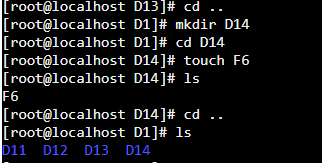 [root@localhost D13]# cd ..
[root@localhost D1]# mkdir D14
[root@localhost D1]# cd D14
[root@localhost D14]# touch F6
[root@localhost D14]# ls
F6
[root@localhost D14]# cd ..
[root@localhost D1]# ls
D11  D12  D13  D14